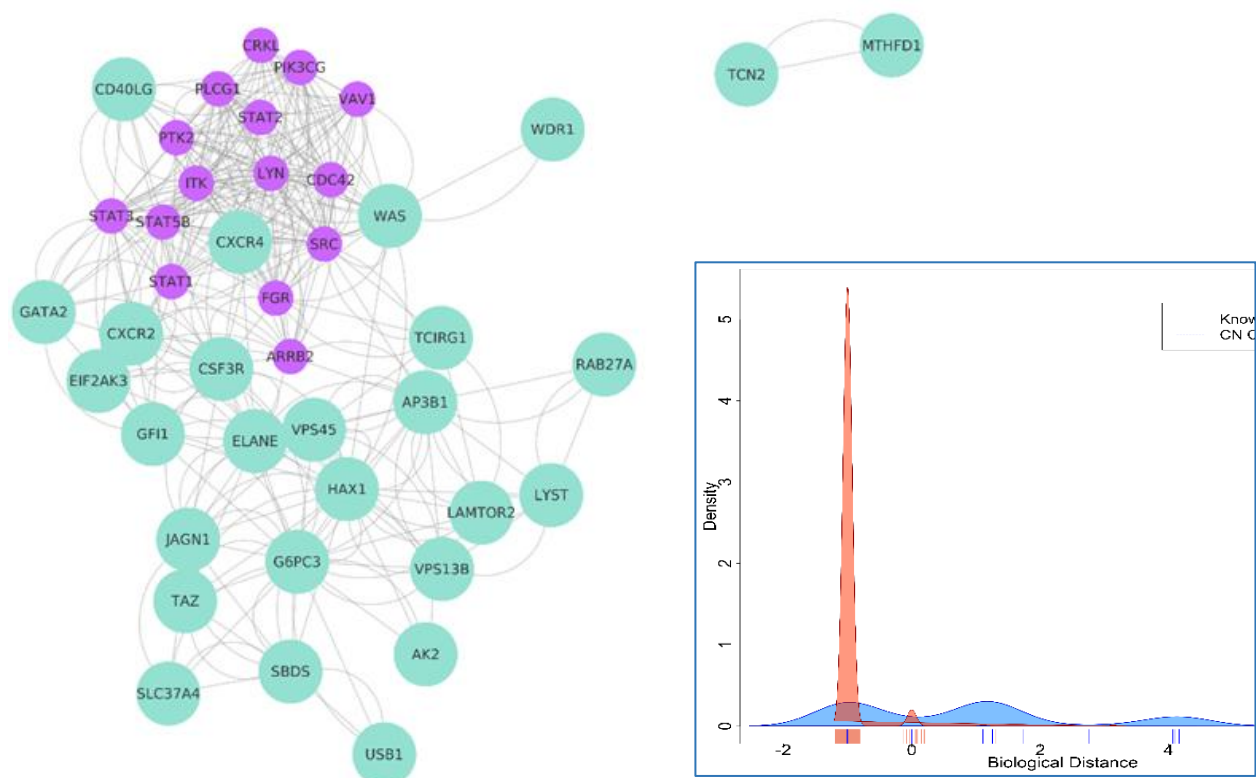 CRKL
PIK3CG
CD40LG
PLCG1
VAV1
STAT2
PTK2
LYN
ITK
CDC42
STAT3
STAT5B
WAS
CXCR4
SRC
STAT1
FGR
GATA2
CXCR2
TCIRG1
ARRB2
CSF3R
EIF2AK3
RAB27A
AP3B1
GFI1
ELANE
VPS45
HAX1
LYST
LAMTOR2
JAGN1
G6PC3
VPS13B
TAZ
AK2
SBDS
SLC37A4
USB1
WDR1
TCN2
MTHFD1
Know
CN C
5
4
3
2
1
0
Density
-2
0
2
4
Biological Distance